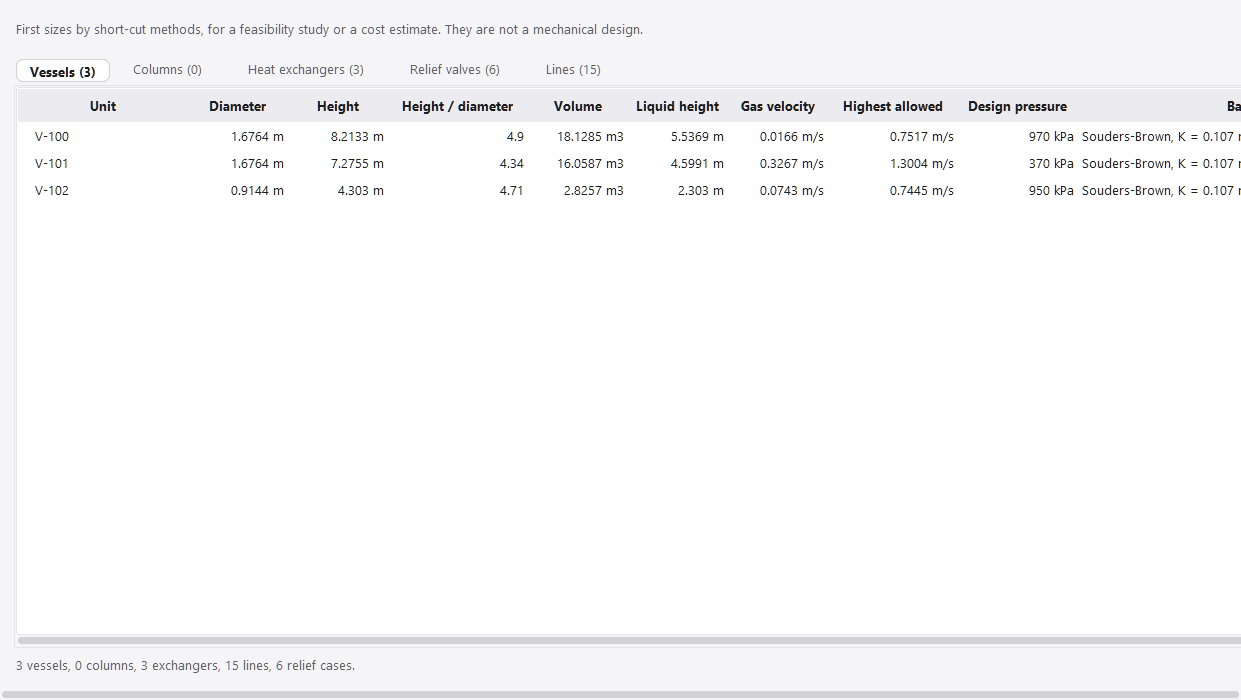 First sizes by short-cut methods, for a feasibility study or a cost estimate. They are not a mechanical design.
Vessels (3) Columns (0) Heat exchangers (3) Relief valves (6) Lines (15)
Unit Diameter Height Height / diameter Volume Liquid height Gas velocity Highest allowed Design pressure Ba
V-100 1.6764 m 8.2133 m 4.9 18.1285 m3 5.5369 m 0.0166 m/s 0.7517 m/s 970 kPa Souders-Brown, K = 0.107
V-101 1.6764 m 7.2755 m 4.34 16.0587 m3 4.5991 m 0.3267 m/s 1.3004 m/s 370 kPa Souders-Brown, K = 0.107
V-102 0.9144 m 4.303 m 4.71 2.8257 m3 2.303 m 0.0743 m/s 0.7445 m/s 950 kPa Souders-Brown, K = 0.107
3 vessels, 0 columns, 3 exchangers, 15 lines, 6 relief cases.